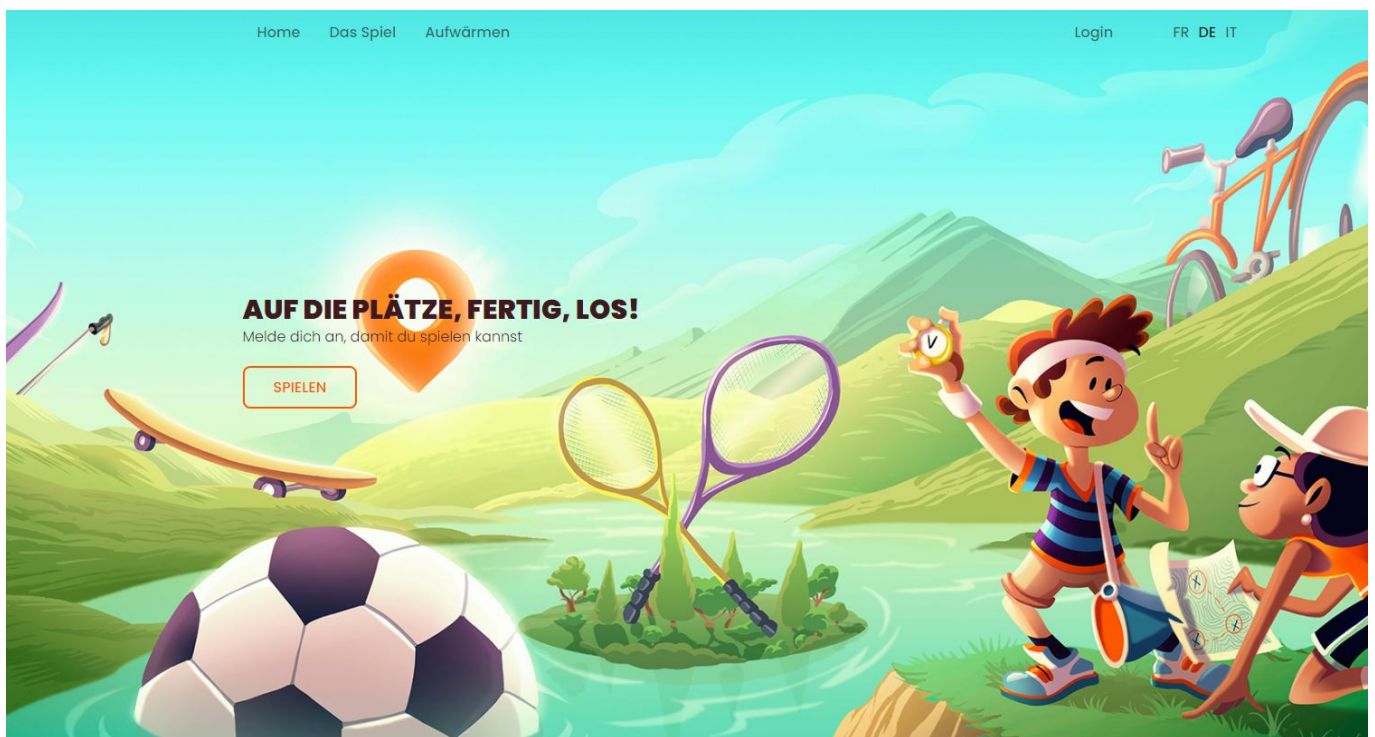 Home Das Spiel Aufwärmen Login FR DE IT
AUF DIE PLÄTZE, FERTIG, LOS!
Melde dich an, damit du spielen kannst
SPIELEN